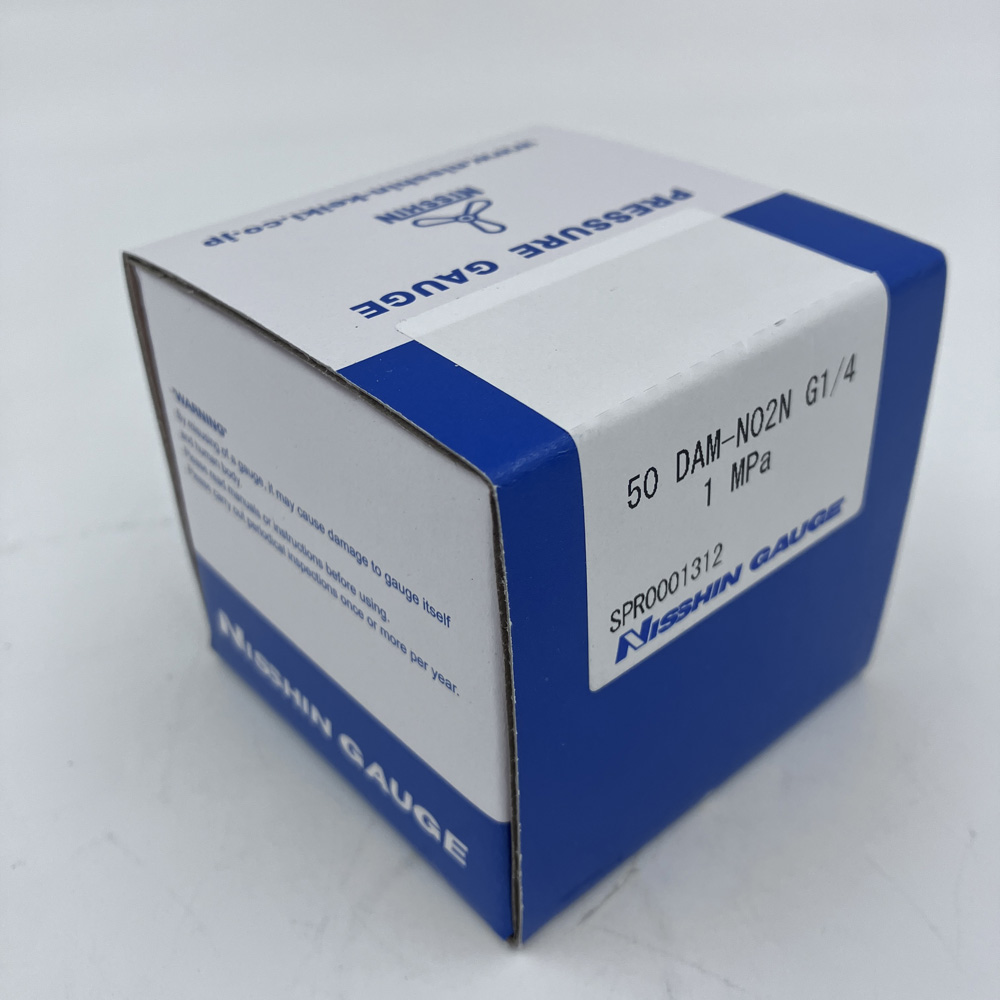 www.nisshin-keiki.co.jp
NISSHIN
PRESSURE GAUGE
50 DAM-N02N G1/4
1 MPa
SPR0001312
NISSHIN GAUGE
"WARNING"
By missing of a gauge, it may cause damage to gauge itself
and human body.
Please read manuals or instructions before using.
Please carry out periodical inspections once or more per year.
NISSHIN GAUGE